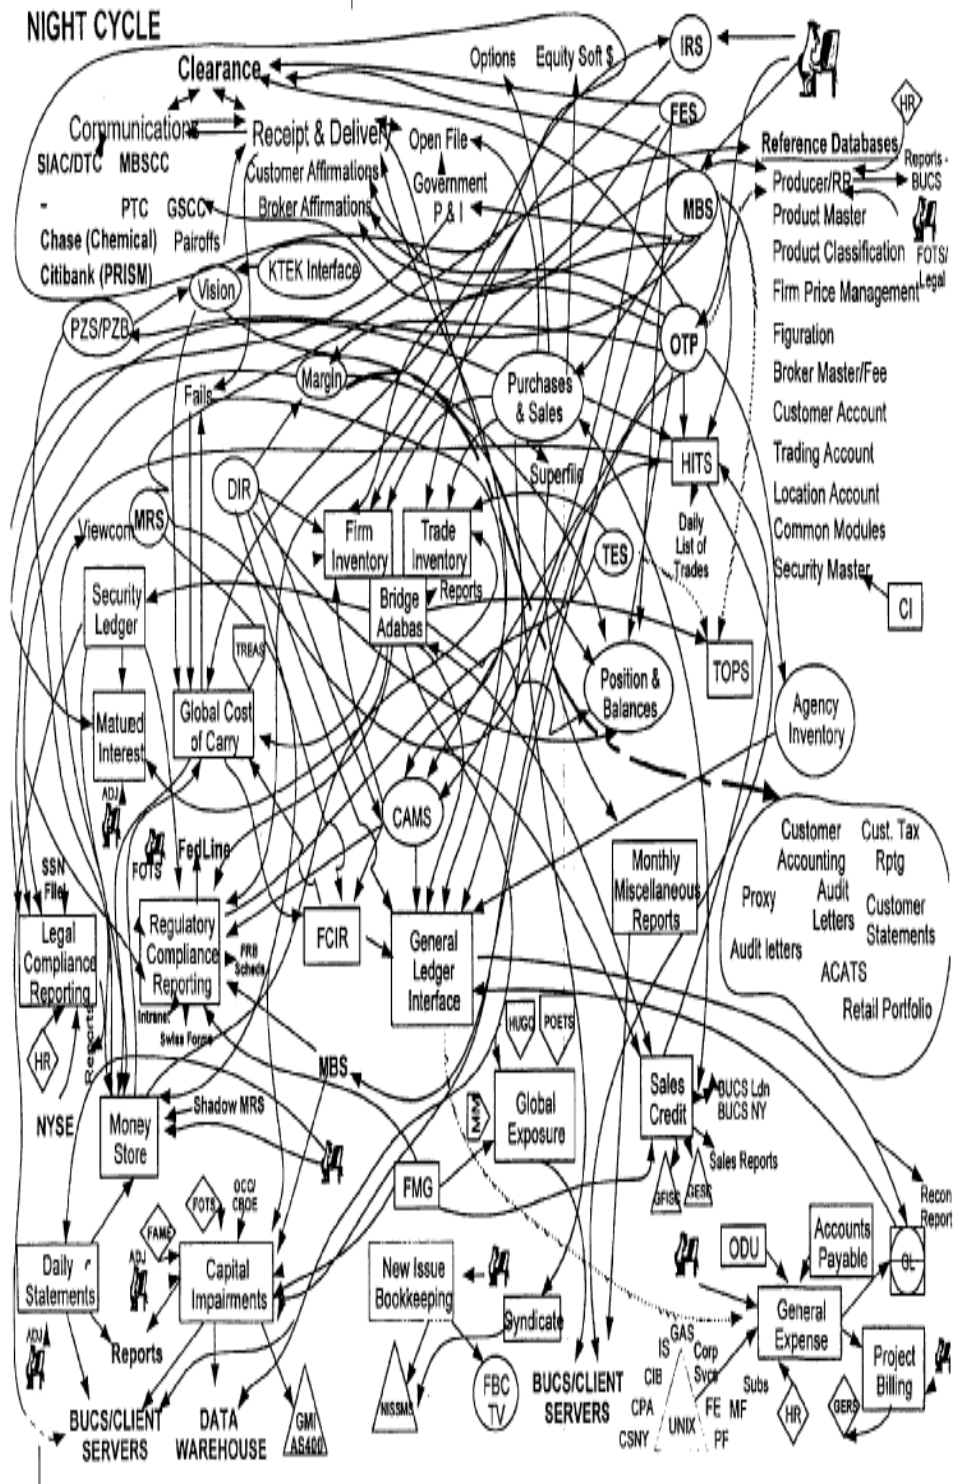 NIGHT CYCLE
Clearance
Options
Equity Soft $
IRS
FES
HR
Communications
Receipt & Delivery
Open File
SIAC/DTC
MBSCC
Customer Affirmations
Government
P & I
-
PTC
GSCC
Broker Affirmations
Chase (Chemical)
Pairoffs
Citibank (PRISM)
MBS
Reference Databases
Producer/RR
Reports -
BUCS
Product Master
Product Classification
FOTS/
Legal
Firm Price Management
Figuration
Broker Master/Fee
Customer Account
Trading Account
Location Account
Common Modules
Security Master
CI
KTEK Interface
Vision
PZS/PZB
OTP
Margin
Purchases
& Sales
Fails
HITS
Superfile
DIR
Viewcom
MRS
Firm
Inventory
Trade
Inventory
TES
Daily
List of
Trades
Bridge
Adabas
Reports
Security
Ledger
TREAS
TOPS
Position &
Balances
Agency
Inventory
Matured
Interest
Global Cost
of Carry
ADJ
CAMS
FOTS
FedLine
SSN
File
Monthly
Miscellaneous
Reports
Customer
Accounting
Cust. Tax
Rptg
Proxy
Audit
Letters
Customer
Statements
Audit letters
ACATS
Retail Portfolio
Legal
Compliance
Reporting
Regulatory
Compliance
Reporting
FRB
Scheds
FCIR
General
Ledger
Interface
Intranet
Swiss Forms
Reports
HR
NYSE
HUGO
POETS
MBS
Money
Store
Shadow MRS
MM
Global
Exposure
Sales
Credit
BUCS Ldn
BUCS NY
Sales Reports
GFISC
GESC
FMG
Recon
Report
FOTS
OCC/
CBOE
FAME
ADJ
Daily
Statements
Capital
Impairments
New Issue
Bookkeeping
Syndicate
ODU
Accounts
Payable
GL
General
Expense
Project
Billing
ADJ
Reports
GAS
IS
Corp
Svcs
CIB
Subs
CPA
UNIX
FE
MF
CSNY
PF
HR
GERS
NISSMS
FBC
TV
BUCS/CLIENT
SERVERS
BUCS/CLIENT
SERVERS
DATA
WAREHOUSE
GMI
AS400